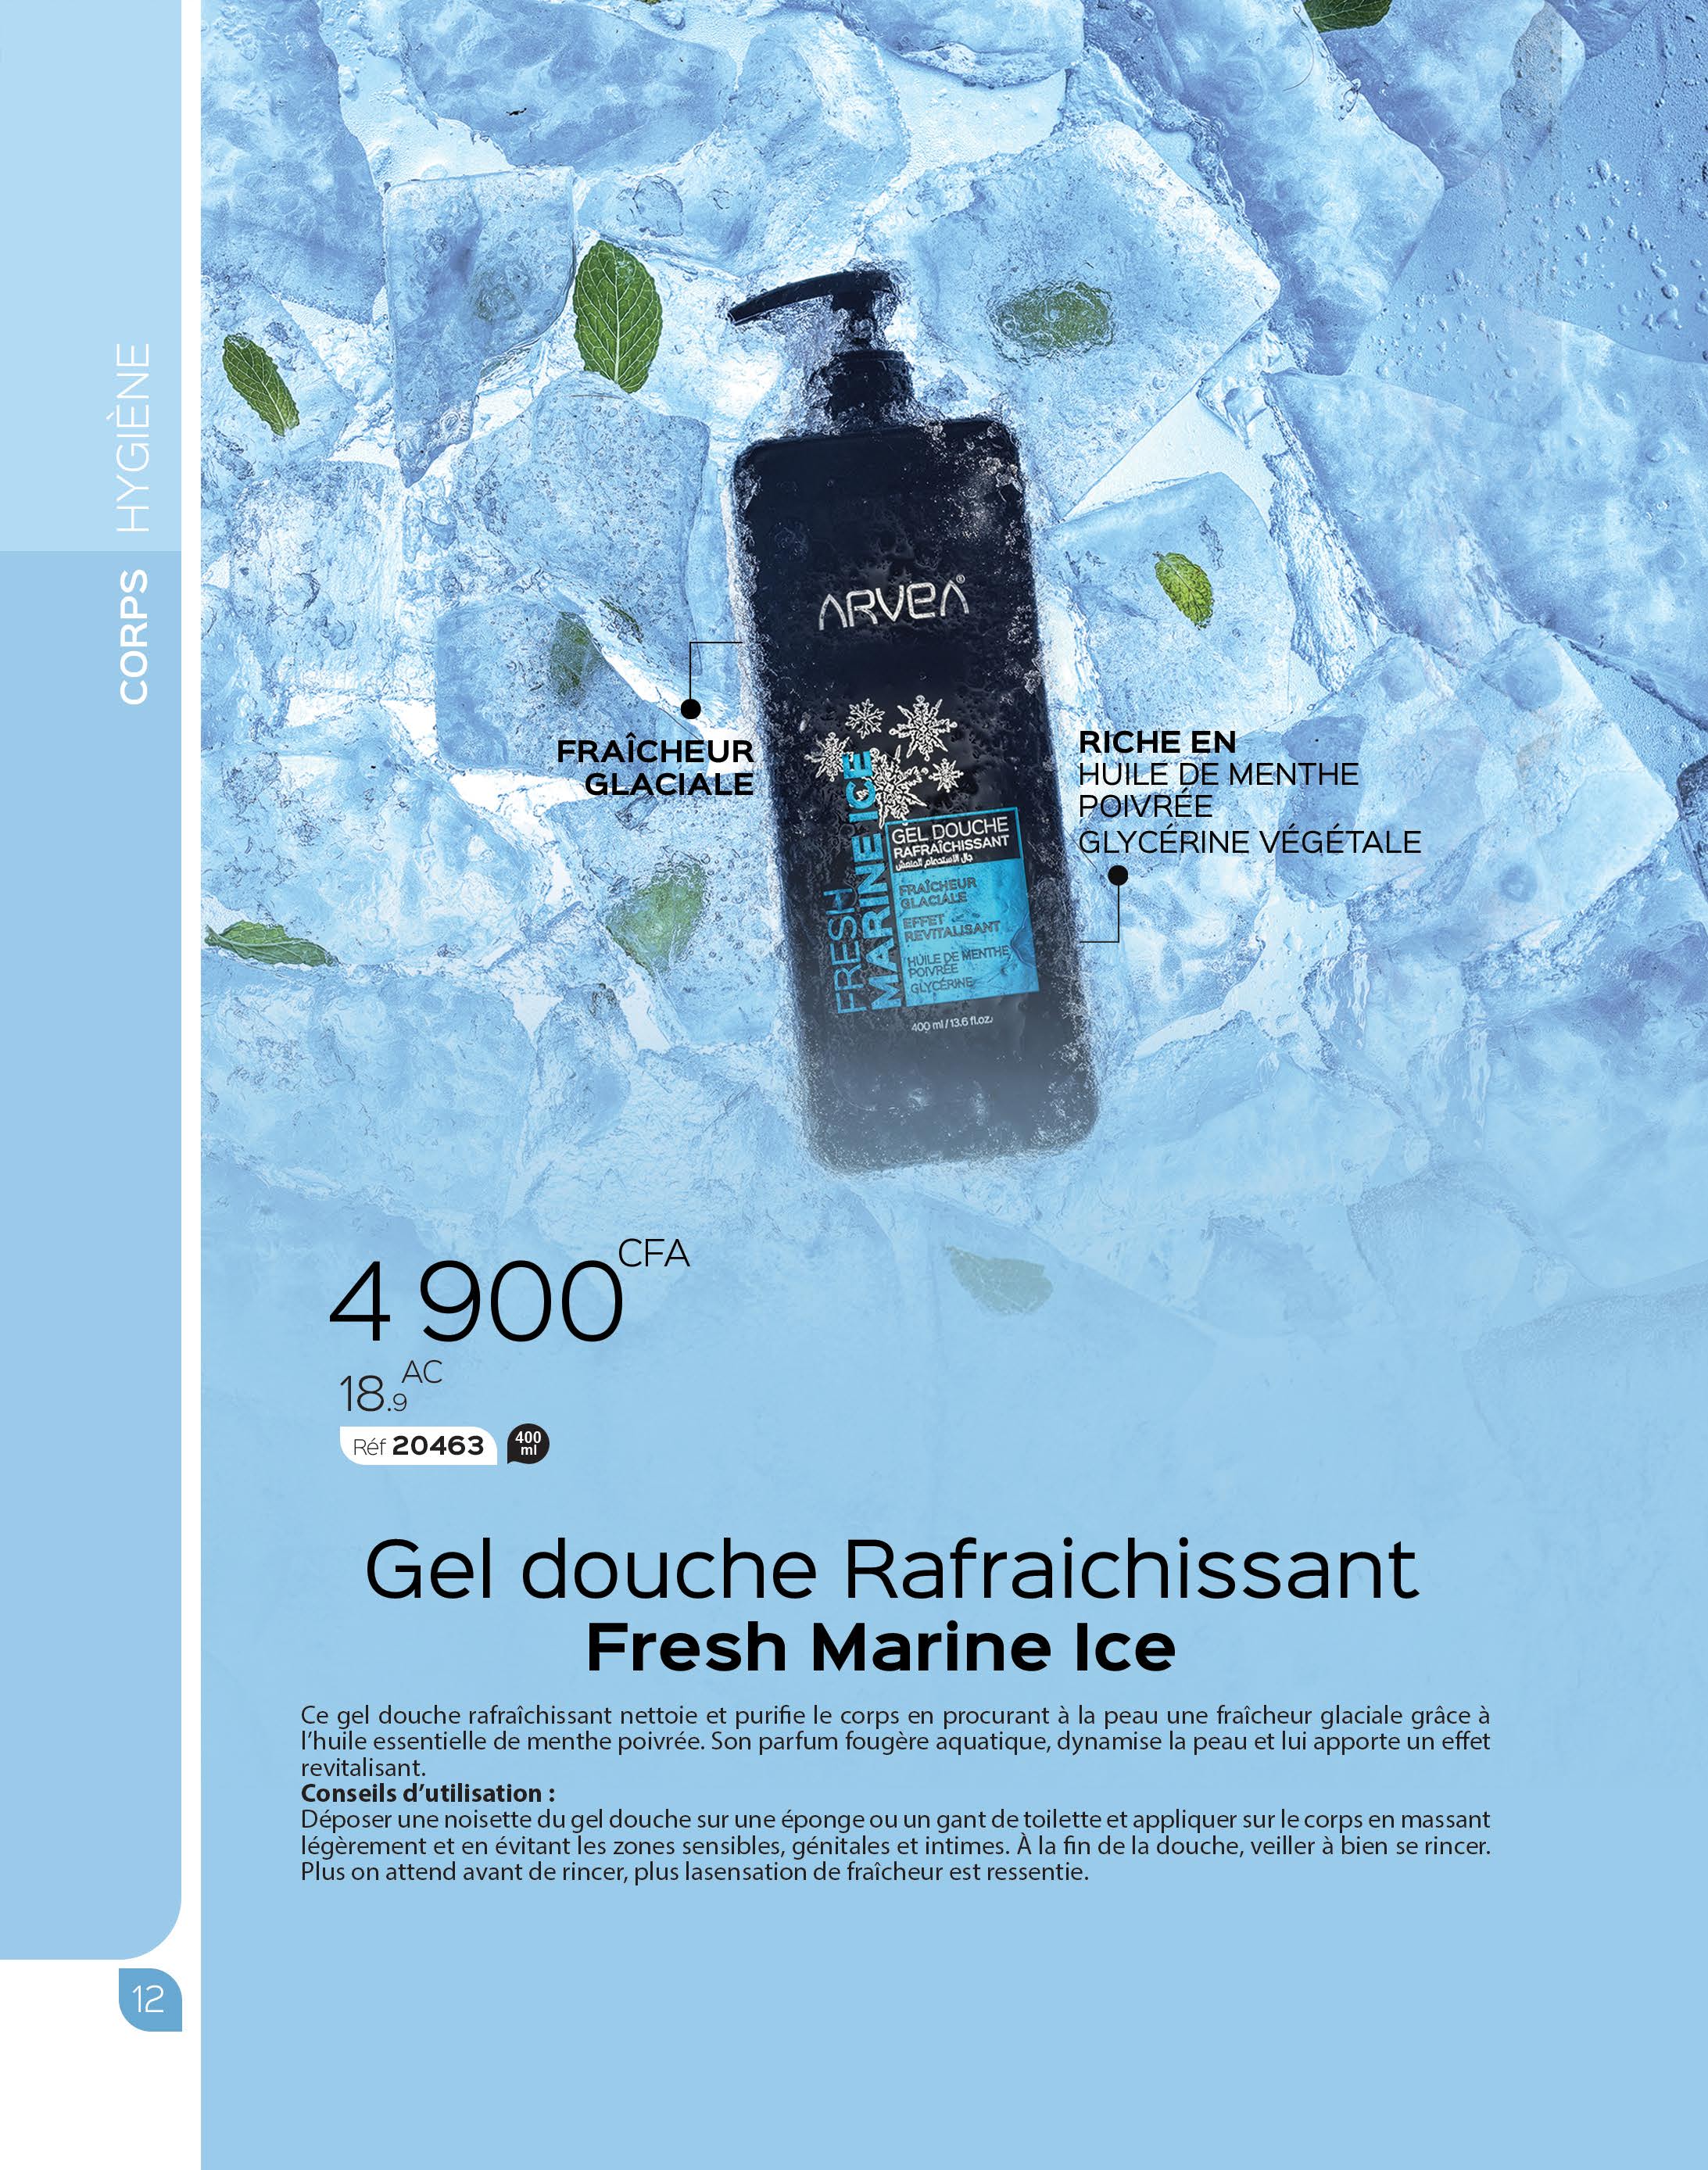 CORPS HYGIÈNE
ARVEA®
FRAÎCHEUR
GLACIALE
RICHE EN
HUILE DE MENTHE
POIVRÉE
GLYCÉRINE VÉGÉTALE
FRESH
MARINE ICE
GEL DOUCHE
RAFRAÎCHISSANT
جال الاستحمام المنعش
FRAÎCHEUR
GLACIALE
EFFET
REVITALISANT
HUILE DE MENTHE
POIVRÉE
GLYCÉRINE
400 ml / 13.6 fl.oz.
4 900 CFA
18.9 AC
Réf 20463
400
ml
Gel douche Rafraichissant
Fresh Marine Ice
Ce gel douche rafraîchissant nettoie et purifie le corps en procurant à la peau une fraîcheur glaciale grâce à
l’huile essentielle de menthe poivrée. Son parfum fougère aquatique, dynamise la peau et lui apporte un effet
revitalisant.
Conseils d’utilisation :
Déposer une noisette du gel douche sur une éponge ou un gant de toilette et appliquer sur le corps en massant
légèrement et en évitant les zones sensibles, génitales et intimes. À la fin de la douche, veiller à bien se rincer.
Plus on attend avant de rincer, plus lasensation de fraîcheur est ressentie.
12